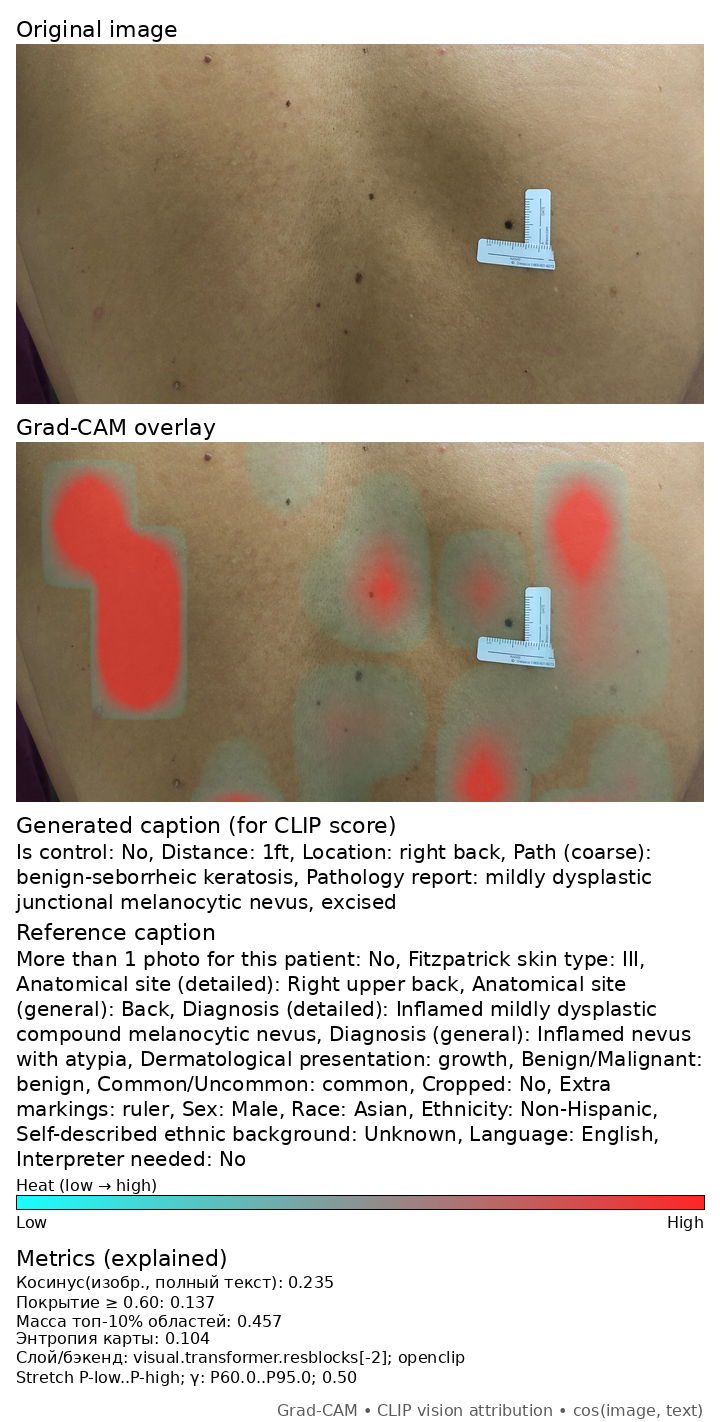 Original image
Grad-CAM overlay
Generated caption (for CLIP score)
Is control: No, Distance: 1ft, Location: right back, Path (coarse):
benign-seborrheic keratosis, Pathology report: mildly dysplastic
junctional melanocytic nevus, excised
Reference caption
More than 1 photo for this patient: No, Fitzpatrick skin type: III,
Anatomical site (detailed): Right upper back, Anatomical site
(general): Back, Diagnosis (detailed): Inflamed mildly dysplastic
compound melanocytic nevus, Diagnosis (general): Inflamed nevus
with atypia, Dermatological presentation: growth, Benign/Malignant:
benign, Common/Uncommon: common, Cropped: No, Extra
markings: ruler, Sex: Male, Race: Asian, Ethnicity: Non-Hispanic,
Self-described ethnic background: Unknown, Language: English,
Interpreter needed: No
Heat (low → high)
Low High
Metrics (explained)
Косинус(изобр., полный текст): 0.235
Покрытие ≥ 0.60: 0.137
Масса топ-10% областей: 0.457
Энтропия карты: 0.104
Слой/бэкенд: visual.transformer.resblocks[-2]; openclip
Stretch P-low..P-high; γ: P60.0..P95.0; 0.50
Grad-CAM • CLIP vision attribution • cos(image, text)